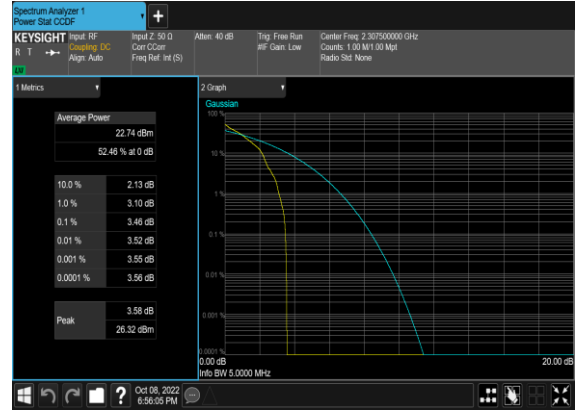 Spectrum Analyzer 1
Power Stat CCDF
KEYSIGHT
R T
LXI
Input: RF
Coupling: DC
Align: Auto
Input Z: 50 Ω
Corr CCorr
Freq Ref: Int (S)
Atten: 40 dB
Trig: Free Run
#IF Gain: Low
Center Freq: 2.307500000 GHz
Counts: 1.00 M/1.00 Mpt
Radio Std: None
1 Metrics
Average Power
22.74 dBm
52.46 % at 0 dB
10.0 % 2.13 dB
1.0 % 3.10 dB
0.1 % 3.46 dB
0.01 % 3.52 dB
0.001 % 3.55 dB
0.0001 % 3.56 dB
Peak
3.58 dB
26.32 dBm
2 Graph
Gaussian
100 %
10 %
1 %
0.1 %
0.01 %
0.001 %
0.0001 %
0.00 dB
20.00 dB
Info BW 5.0000 MHz
?
Oct 08, 2022
6:56:05 PM